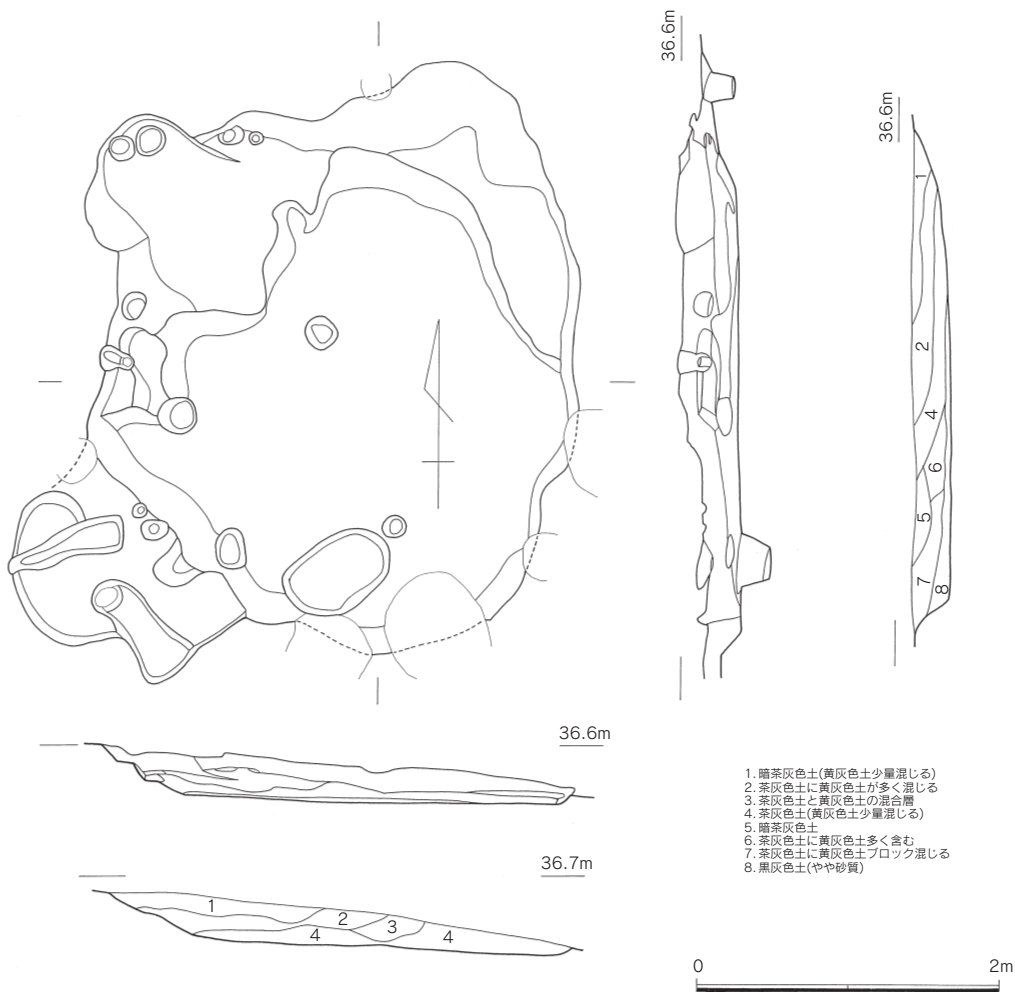 36.6m
36.6m
1
2
4
6
5
7
8
36.6m
36.7m
1
2
3
4
4
1.暗茶灰色土(黄灰色土少量混じる)
2.茶灰色土に黄灰色土が多く混じる
3.茶灰色土と黄灰色土の混合層
4.茶灰色土(黄灰色土少量混じる)
5.暗茶灰色土
6.茶灰色土に黄灰色土多く含む
7.茶灰色土に黄灰色土ブロック混じる
8.黒灰色土(やや砂質)
0 2m